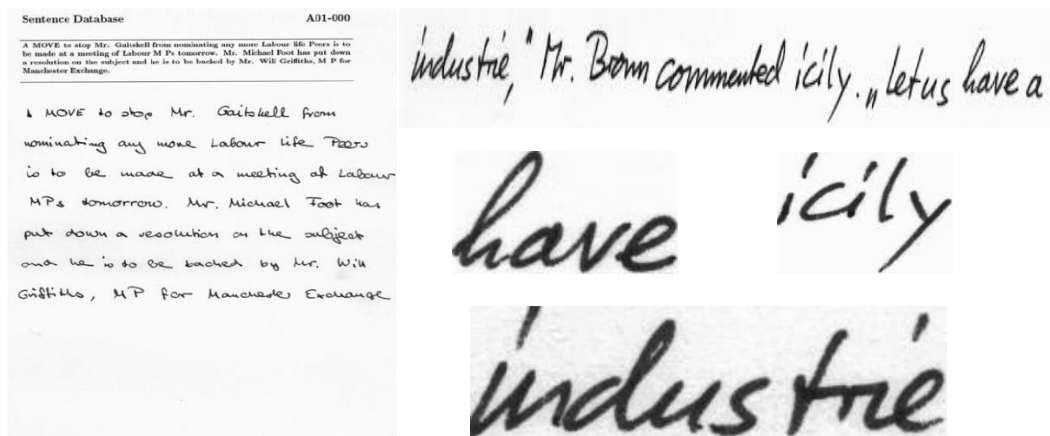 Sentence Database A01-000
A MOVE to stop Mr. Gaitskell from nominating any more Labour life Peers is to
be made at a meeting of Labour M Ps tomorrow. Mr. Michael Foot has put down
a resolution on the subject and he is to be backed by Mr. Will Griffiths, M P for
Manchester Exchange.
A MOVE to stop Mr. Gaitskell from
nominating any more Labour life Peers
is to be made at a meeting of Labour
MPs tomorrow. Mr. Michael Foot has
put down a resolution on the subject
and he is to be backed by Mr. Will
Griffiths, MP for Manchester Exchange
industrie," Mr. Brown commented icily. „Let us have a
have
icily
industrie